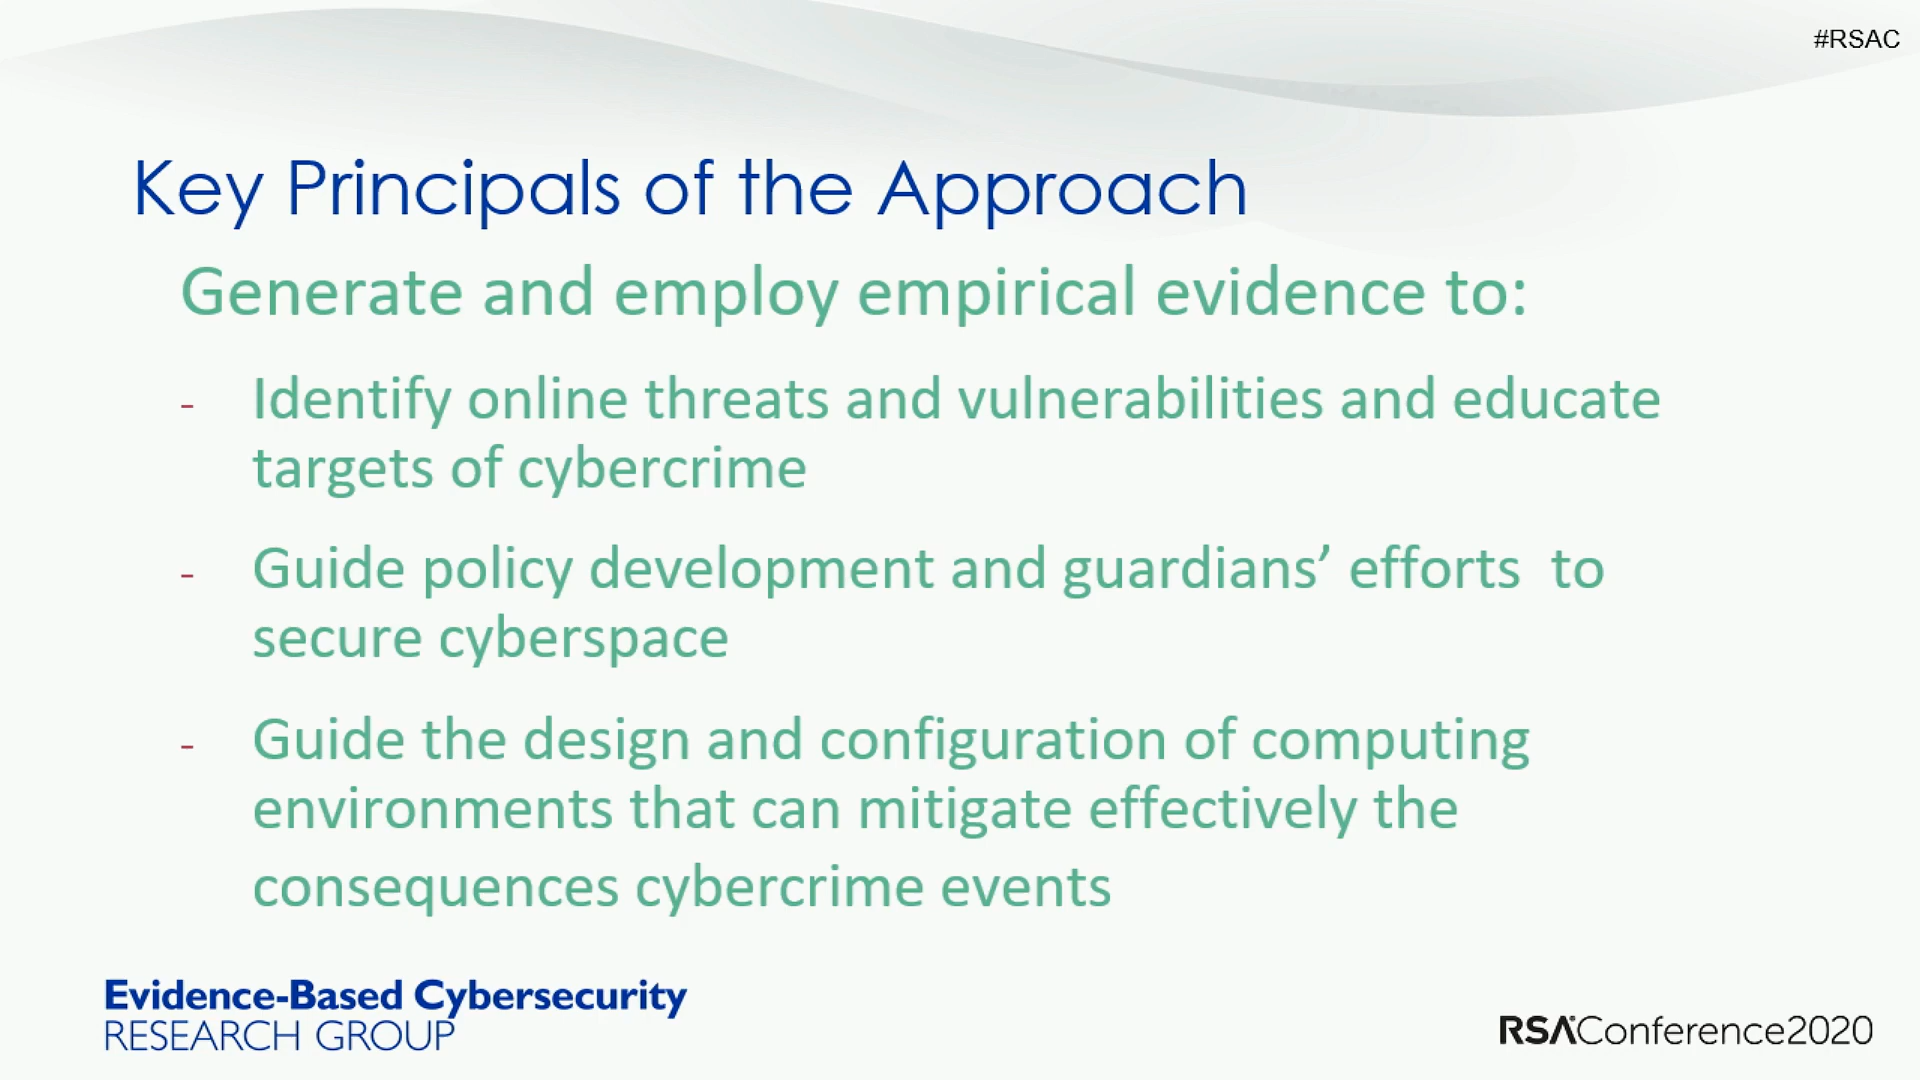 #RSAC
Key Principals of the Approach
Generate and employ empirical evidence to:
- Identify online threats and vulnerabilities and educate
targets of cybercrime
- Guide policy development and guardians’ efforts  to
secure cyberspace
- Guide the design and configuration of computing
environments that can mitigate effectively the
consequences cybercrime events
Evidence-Based Cybersecurity
RESEARCH GROUP
RSAConference2020